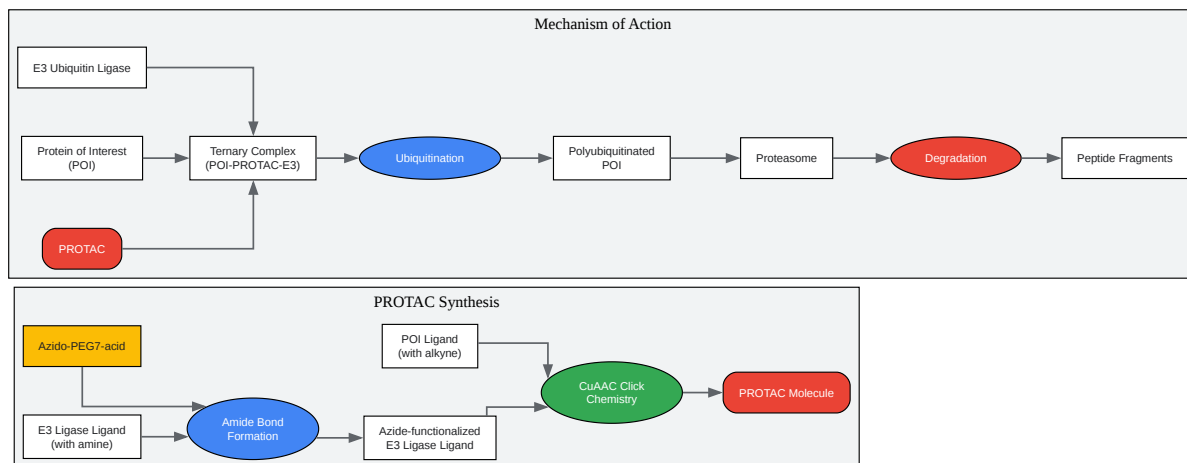 Mechanism of Action
E3 Ubiquitin Ligase
Protein of Interest
(POI)
Ternary Complex
(POI-PROTAC-E3)
Ubiquitination
Polyubiquitinated
POI
Proteasome
Degradation
Peptide Fragments
PROTAC
PROTAC Synthesis
Azido-PEG7-acid
POI Ligand
(with alkyne)
CuAAC Click
Chemistry
PROTAC Molecule
E3 Ligase Ligand
(with amine)
Amide Bond
Formation
Azide-functionalized
E3 Ligase Ligand